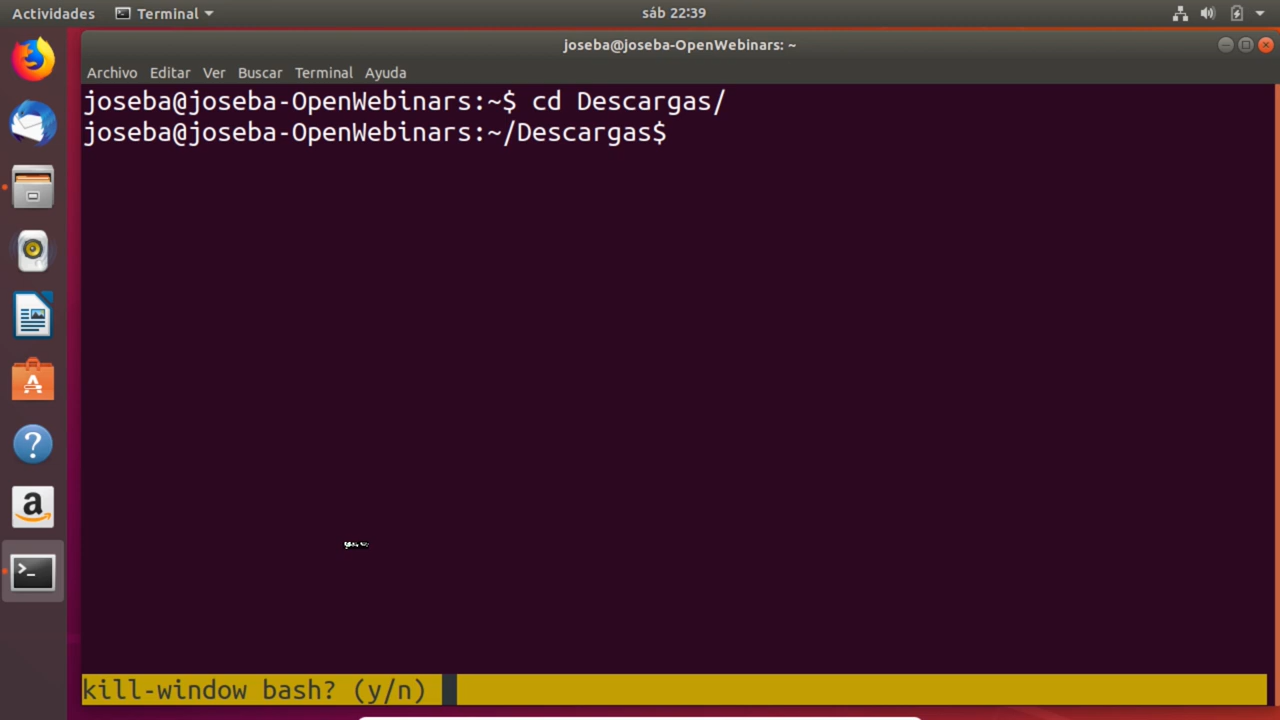 Actividades
Terminal
sáb 22:39
joseba@joseba-OpenWebinars: ~
Archivo Editar Ver Buscar Terminal Ayuda
joseba@joseba-OpenWebinars:~$ cd Descargas/
joseba@joseba-OpenWebinars:~/Descargas$
kill-window bash? (y/n)